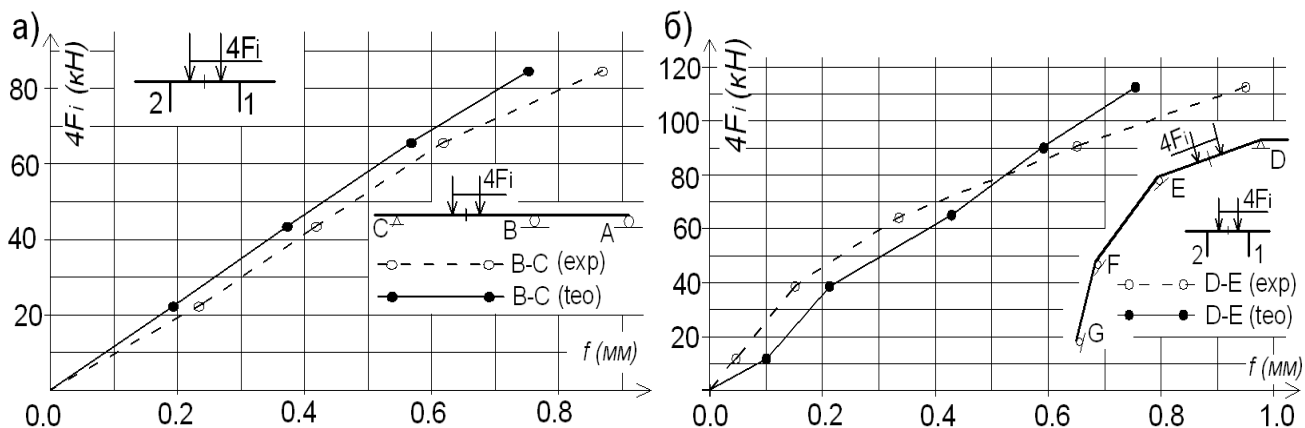 а)
4Fi (кН)
80
60
40
20
0
4Fi
2
1
4Fi
C
B
A
B-C (exp)
B-C (teo)
f (мм)
0.0
0.2
0.4
0.6
0.8
б)
4Fi (кН)
120
100
80
60
40
20
0
4Fi
D
E
4Fi
2
1
F
G
D-E (exp)
D-E (teo)
f (мм)
0.0
0.2
0.4
0.6
0.8
1.0